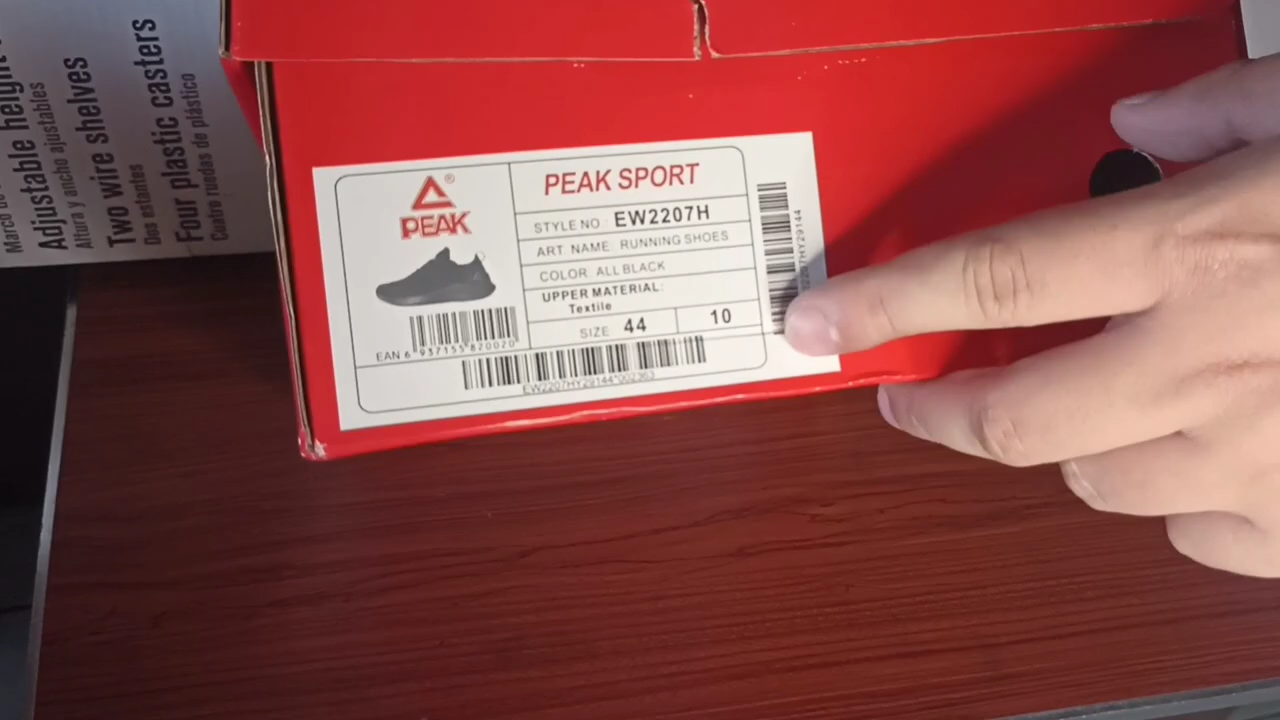 Adjustable height
Altura y ancho ajustables
Two wire shelves
Dos estantes
Four plastic casters
Cuatro ruedas de plástico
PEAK
®
PEAK SPORT
STYLE NO: EW2207H
ART. NAME: RUNNING SHOES
COLOR: ALL BLACK
UPPER MATERIAL:
Textile
SIZE 44 10
EAN 6 937155 820020
EW2207HY29144*002363